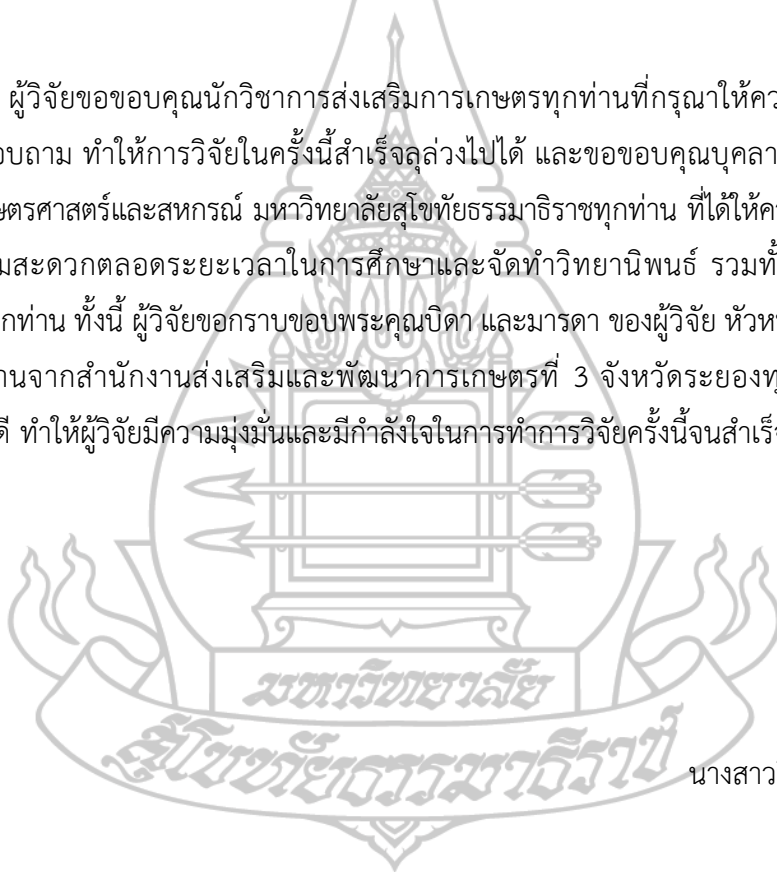 ผู้วิจัยขอขอบคุณนักวิชาการส่งเสริมการเกษตรทุกท่านที่กรุณาให้คว
อบถาม ทำให้การวิจัยในครั้งนี้สำเร็จลุล่วงไปได้ และขอขอบคุณบุคลา
ษตรศาสตร์และสหกรณ์ มหาวิทยาลัยสุโขทัยธรรมาธิราชทุกท่าน ที่ได้ให้คว
มสะดวกตลอดระยะเวลาในการศึกษาและจัดทำวิทยานิพนธ์ รวมทั้
ุกท่าน ทั้งนี้ ผู้วิจัยขอกราบขอบพระคุณบิดา และมารดา ของผู้วิจัย หัวห
านจากสำนักงานส่งเสริมและพัฒนาการเกษตรที่ 3 จังหวัดระยองทุ
ดี ทำให้ผู้วิจัยมีความมุ่งมั่นและมีกำลังใจในการทำการวิจัยครั้งนี้จนสำเร็จ
มหาวิทยาลัย
สุโขทัยธรรมาธิราช
นางสาว